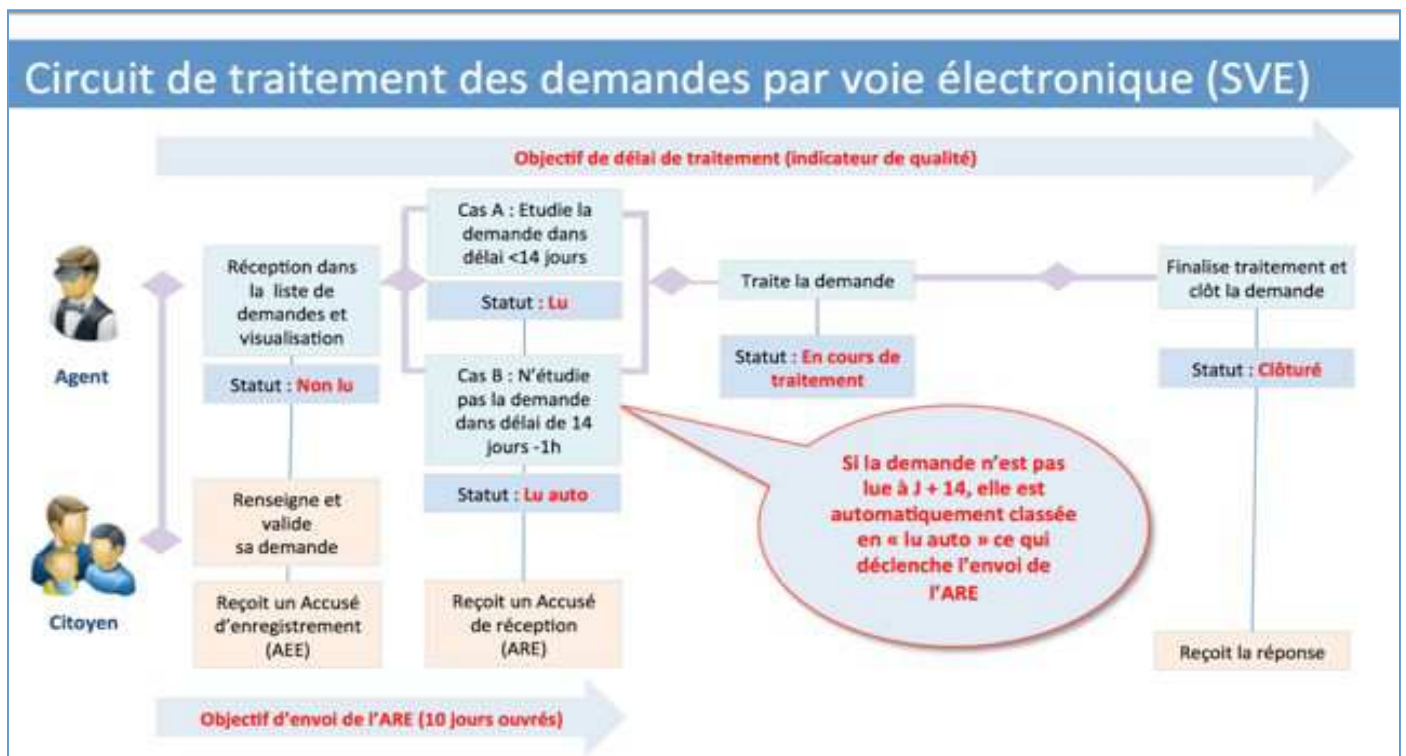 Circuit de traitement des demandes par voie électronique (SVE)
Objectif de délai de traitement (indicateur de qualité)
Agent
Réception dans
la liste de
demandes et
visualisation
Statut : Non lu
Cas A : Etudie la
demande dans
délai <14 jours
Statut : Lu
Cas B : N'étudie
pas la demande
dans délai de 14
jours -1h
Statut : Lu auto
Traite la demande
Statut : En cours de
traitement
Finalise traitement et
clôt la demande
Statut : Clôturé
Si la demande n'est pas
lue à J + 14, elle est
automatiquement classée
en « lu auto » ce qui
déclenche l'envoi de
l'ARE
Citoyen
Renseigne et
valide
sa demande
Reçoit un Accusé
d'enregistrement
(AEE)
Reçoit un Accusé
de réception
(ARE)
Reçoit la réponse
Objectif d'envoi de l'ARE (10 jours ouvrés)